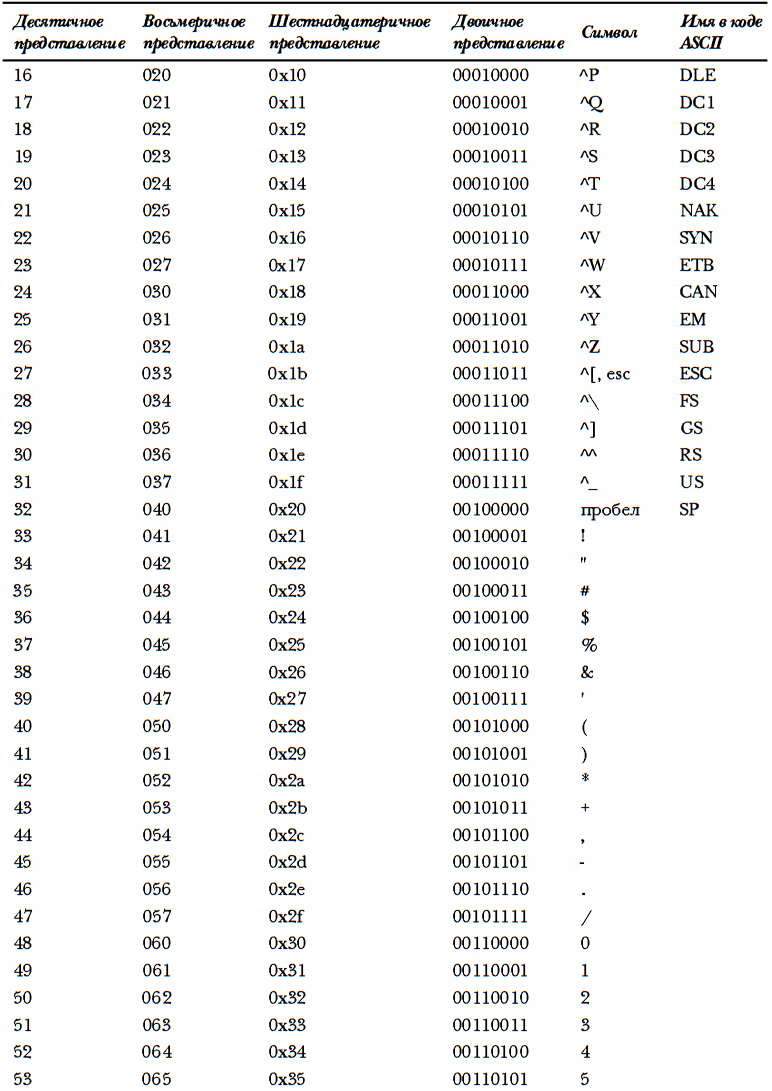 Десятичное Восьмеричное Шестнадцатеричное Двоичное Символ Имя в коде
представление представление представление представление ASCII
16 020 0x10 00010000 ^P DLE
17 021 0x11 00010001 ^Q DC1
18 022 0x12 00010010 ^R DC2
19 023 0x13 00010011 ^S DC3
20 024 0x14 00010100 ^T DC4
21 025 0x15 00010101 ^U NAK
22 026 0x16 00010110 ^V SYN
23 027 0x17 00010111 ^W ETB
24 030 0x18 00011000 ^X CAN
25 031 0x19 00011001 ^Y EM
26 032 0x1a 00011010 ^Z SUB
27 033 0x1b 00011011 ^[, esc ESC
28 034 0x1c 00011100 ^\ FS
29 035 0x1d 00011101 ^] GS
30 036 0x1e 00011110 ^^ RS
31 037 0x1f 00011111 ^_ US
32 040 0x20 00100000 пробел SP
33 041 0x21 00100001 !
34 042 0x22 00100010 "
35 043 0x23 00100011 #
36 044 0x24 00100100 $
37 045 0x25 00100101 %
38 046 0x26 00100110 &
39 047 0x27 00100111 '
40 050 0x28 00101000 (
41 051 0x29 00101001 )
42 052 0x2a 00101010 *
43 053 0x2b 00101011 +
44 054 0x2c 00101100 ,
45 055 0x2d 00101101 -
46 056 0x2e 00101110 .
47 057 0x2f 00101111 /
48 060 0x30 00110000 0
49 061 0x31 00110001 1
50 062 0x32 00110010 2
51 063 0x33 00110011 3
52 064 0x34 00110100 4
53 065 0x35 00110101 5